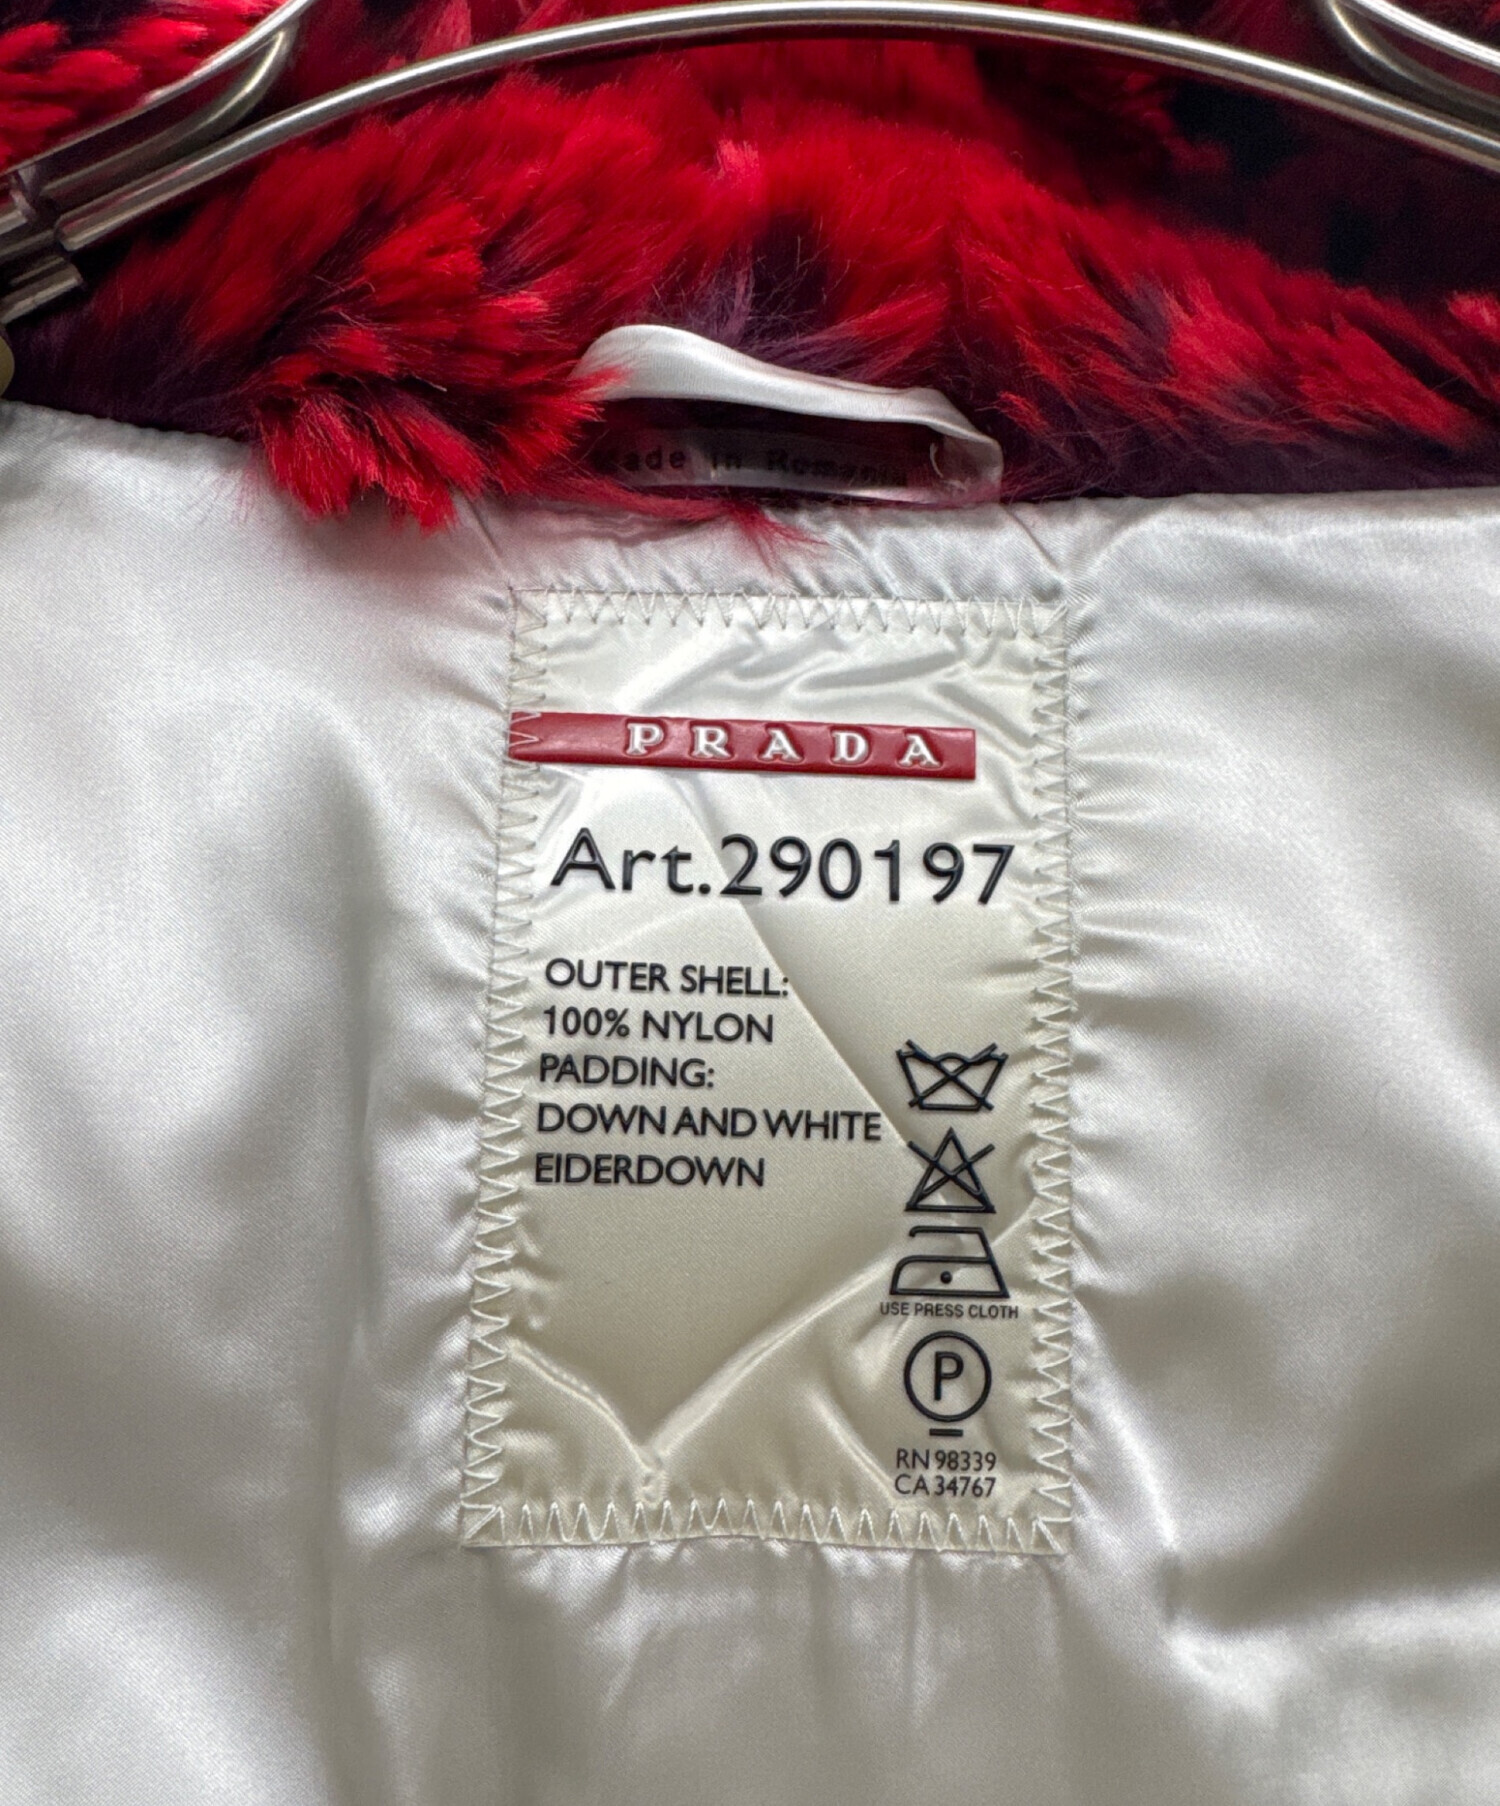 Made in Romania
PRADA
Art.290197
OUTER SHELL:
100% NYLON
PADDING:
DOWN AND WHITE
EIDERDOWN
USE PRESS CLOTH
P
RN 98339
CA 34767